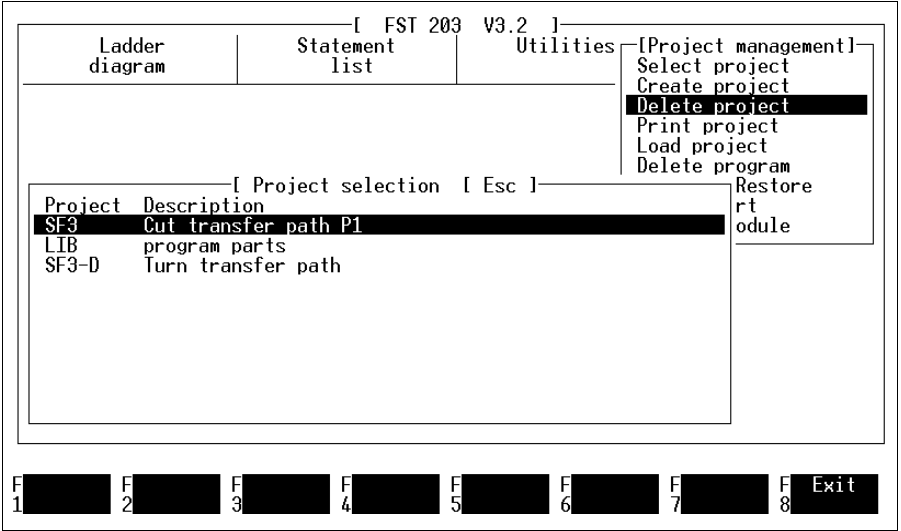 [ FST 203 V3.2 ]
Ladder diagram
Statement list
Utilities
[Project management]
Select project
Create project
Delete project
Print project
Load project
Delete program
Restore
rt
odule
[ Project selection [ Esc ]
Project Description
SF3 Cut transfer path P1
LIB program parts
SF3-D Turn transfer path
F1 F2 F3 F4 F5 F6 F7 F8 Exit